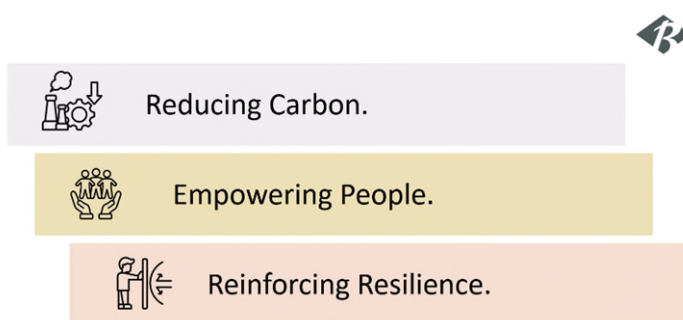 B
Reducing Carbon.
Empowering People.
Reinforcing Resilience.